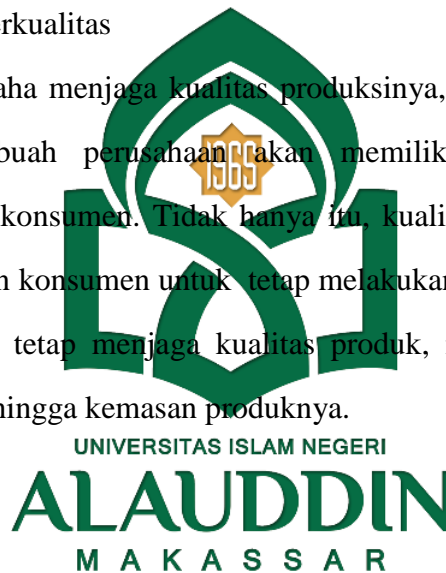 erkualitas
aha menjaga kualitas produksinya,
buah perusahaan akan memilik
1965
konsumen. Tidak hanya itu, kuali
n konsumen untuk tetap melakukan
tetap menjaga kualitas produk,
hingga kemasan produknya.
UNIVERSITAS ISLAM NEGERI
ALAUDDIN
MAKASSAR